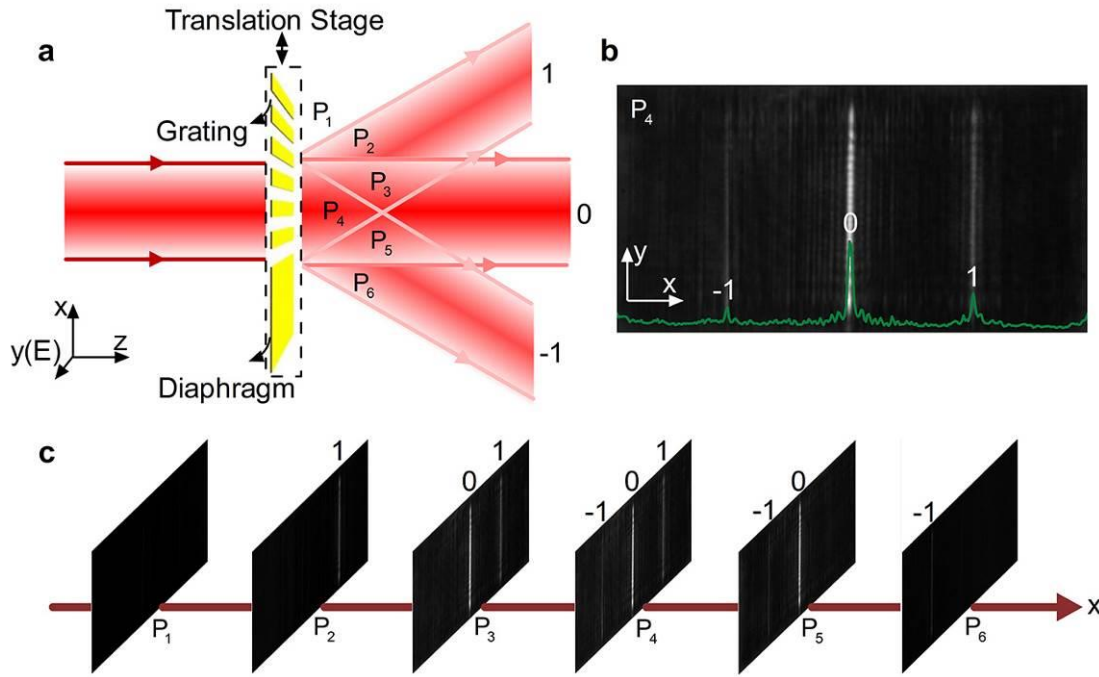 a
Translation Stage
Grating
Diaphragm
P1
P2
P3
P4
P5
P6
1
0
-1
x
y(E)
z
b
P4
y
x
-1
0
1
c
1
0
1
-1
0
1
-1
0
-1
P1
P2
P3
P4
P5
P6
x